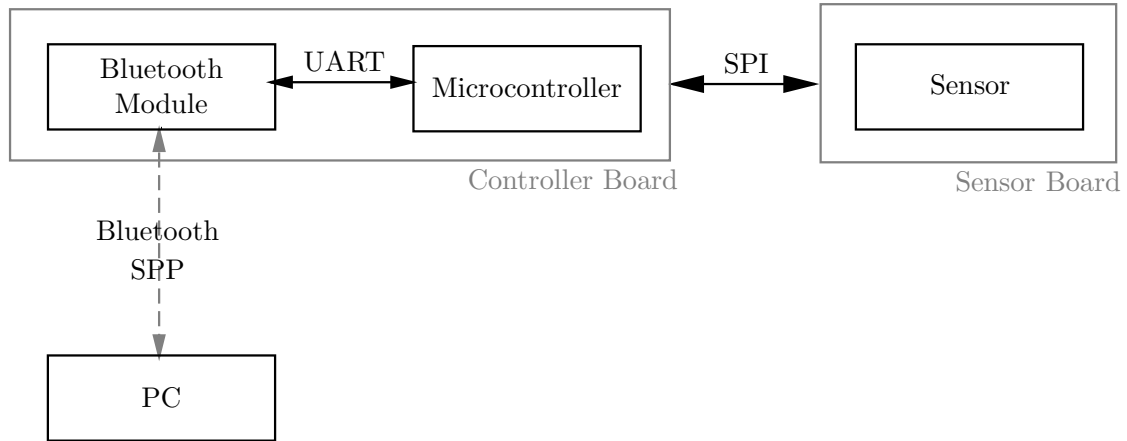 Bluetooth
Module
UART
Microcontroller
SPI
Sensor
Controller Board
Sensor Board
Bluetooth
SPP
PC